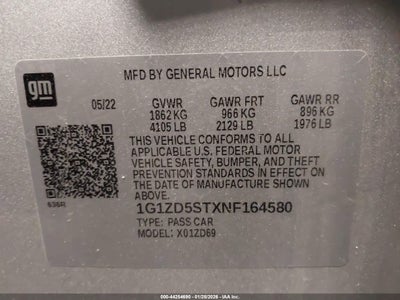 gm
MFD BY GENERAL MOTORS LLC
05/22 GVWR GAWR FRT GAWR RR
1862 KG 966 KG 896 KG
4105 LB 2129 LB 1976 LB
THIS VEHICLE CONFORMS TO ALL
APPLICABLE U.S. FEDERAL MOTOR
VEHICLE SAFETY, BUMPER, AND THEFT
PREVENTION STANDARDS IN EFFECT ON
THE DATE OF MANUFACTURE SHOWN ABOVE.
636R 1G1ZD5STXNF164580
TYPE: PASS CAR
MODEL: X01ZD69
00 - 44254690 - 01/28/2026 - IAA Holdings, LLC